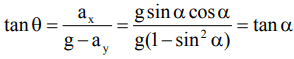 tan θ = a_x / (g − a_y) = g sin α cos α / g(1 − sin² α) = tan α